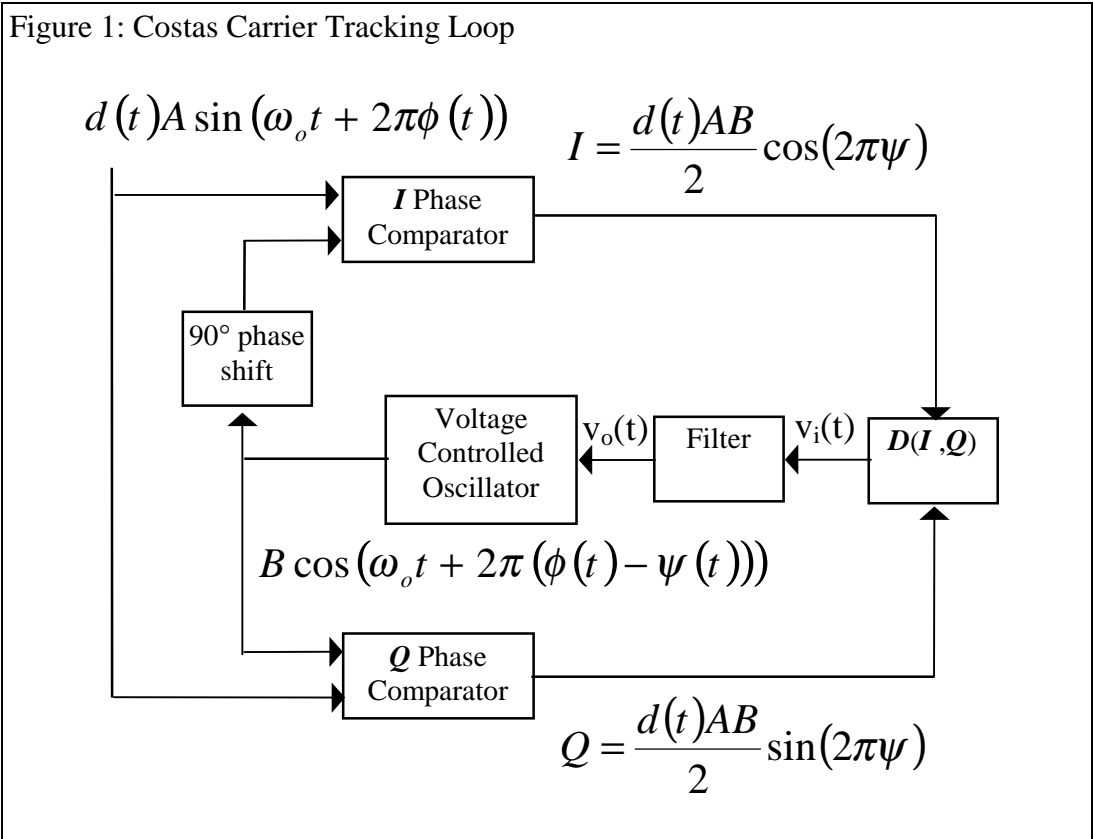 Figure 1: Costas Carrier Tracking Loop
d(t)A sin(ω_o t + 2πϕ(t))
I = d(t)AB/2 cos(2πψ)
I Phase
Comparator
90° phase
shift
Voltage
Controlled
Oscillator
v_o(t)
Filter
v_i(t)
D(I ,Q)
B cos(ω_o t + 2π(ϕ(t) − ψ(t)))
Q Phase
Comparator
Q = d(t)AB/2 sin(2πψ)